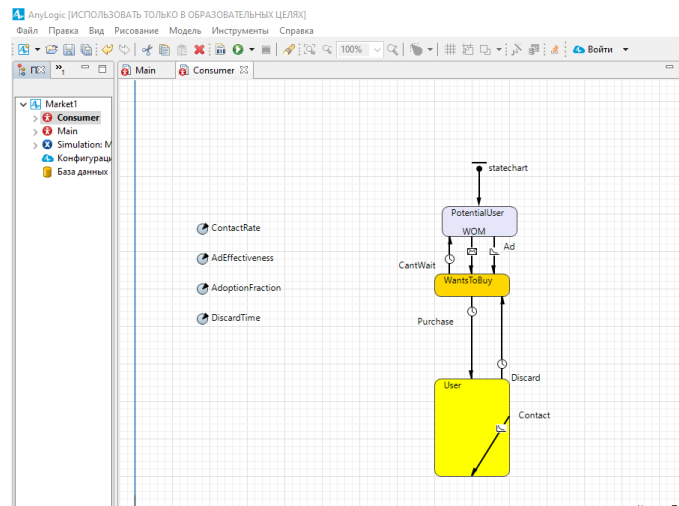 AnyLogic [ИСПОЛЬЗОВАТЬ ТОЛЬКО В ОБРАЗОВАТЕЛЬНЫХ ЦЕЛЯХ]
Файл Правка Вид Рисование Модель Инструменты Справка
100% Войти
Main Consumer
Market1
Consumer
Main
Simulation: M
Конфигураци
База данных
statechart
PotentialUser
WOM
Ad
CantWait
WantsToBuy
Purchase
Discard
User
Contact
ContactRate
AdEffectiveness
AdoptionFraction
DiscardTime